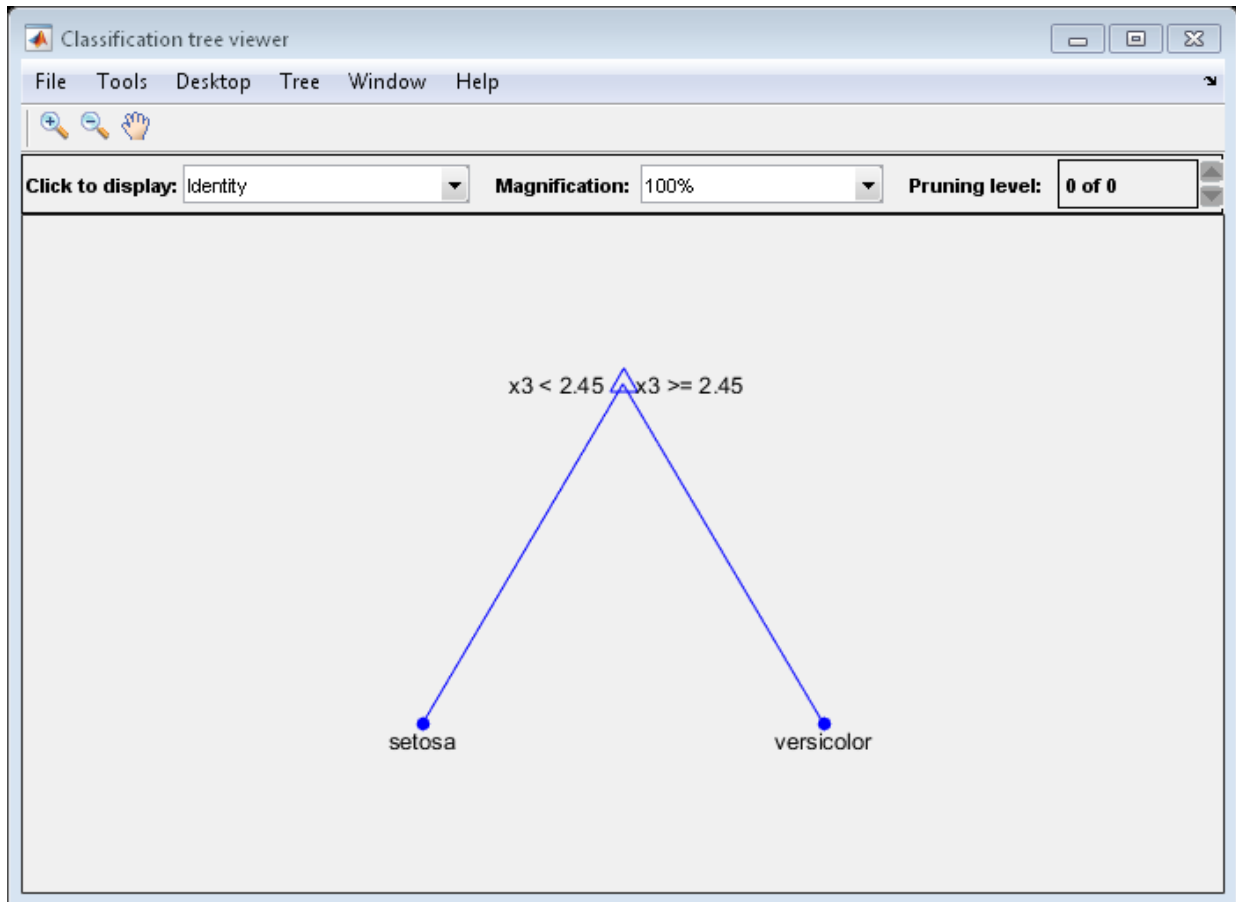 Classification tree viewer
File Tools Desktop Tree Window Help
Click to display: Identity Magnification: 100% Pruning level: 0 of 0
x3 < 2.45 x3 >= 2.45
setosa versicolor